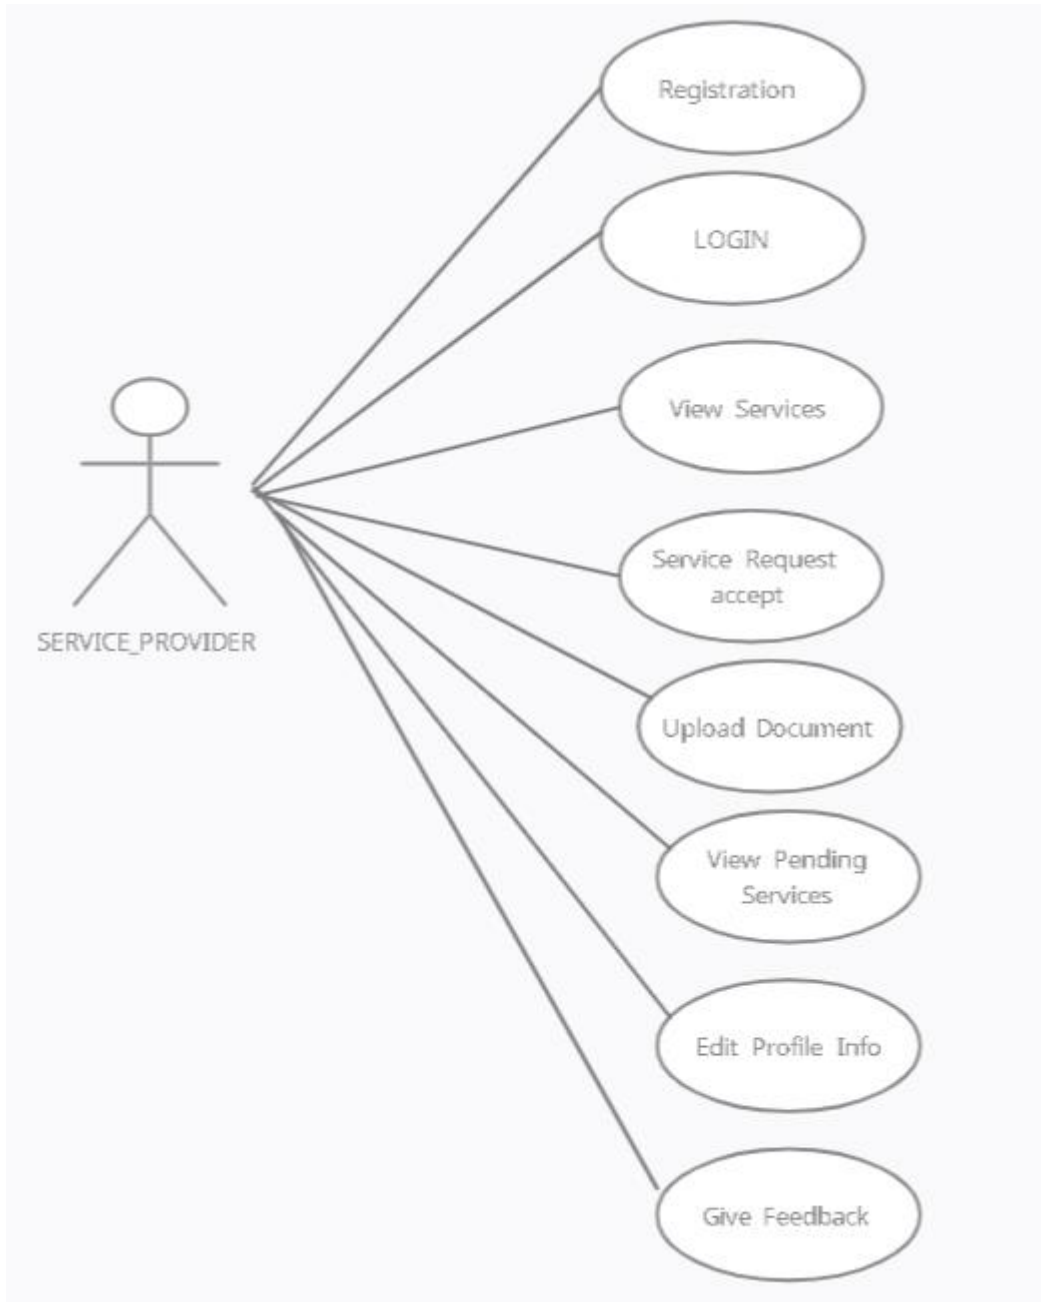 Registration
LOGIN
View Services
Service Request
accept
SERVICE_PROVIDER
Upload Document
View Pending
Services
Edit Profile Info
Give Feedback